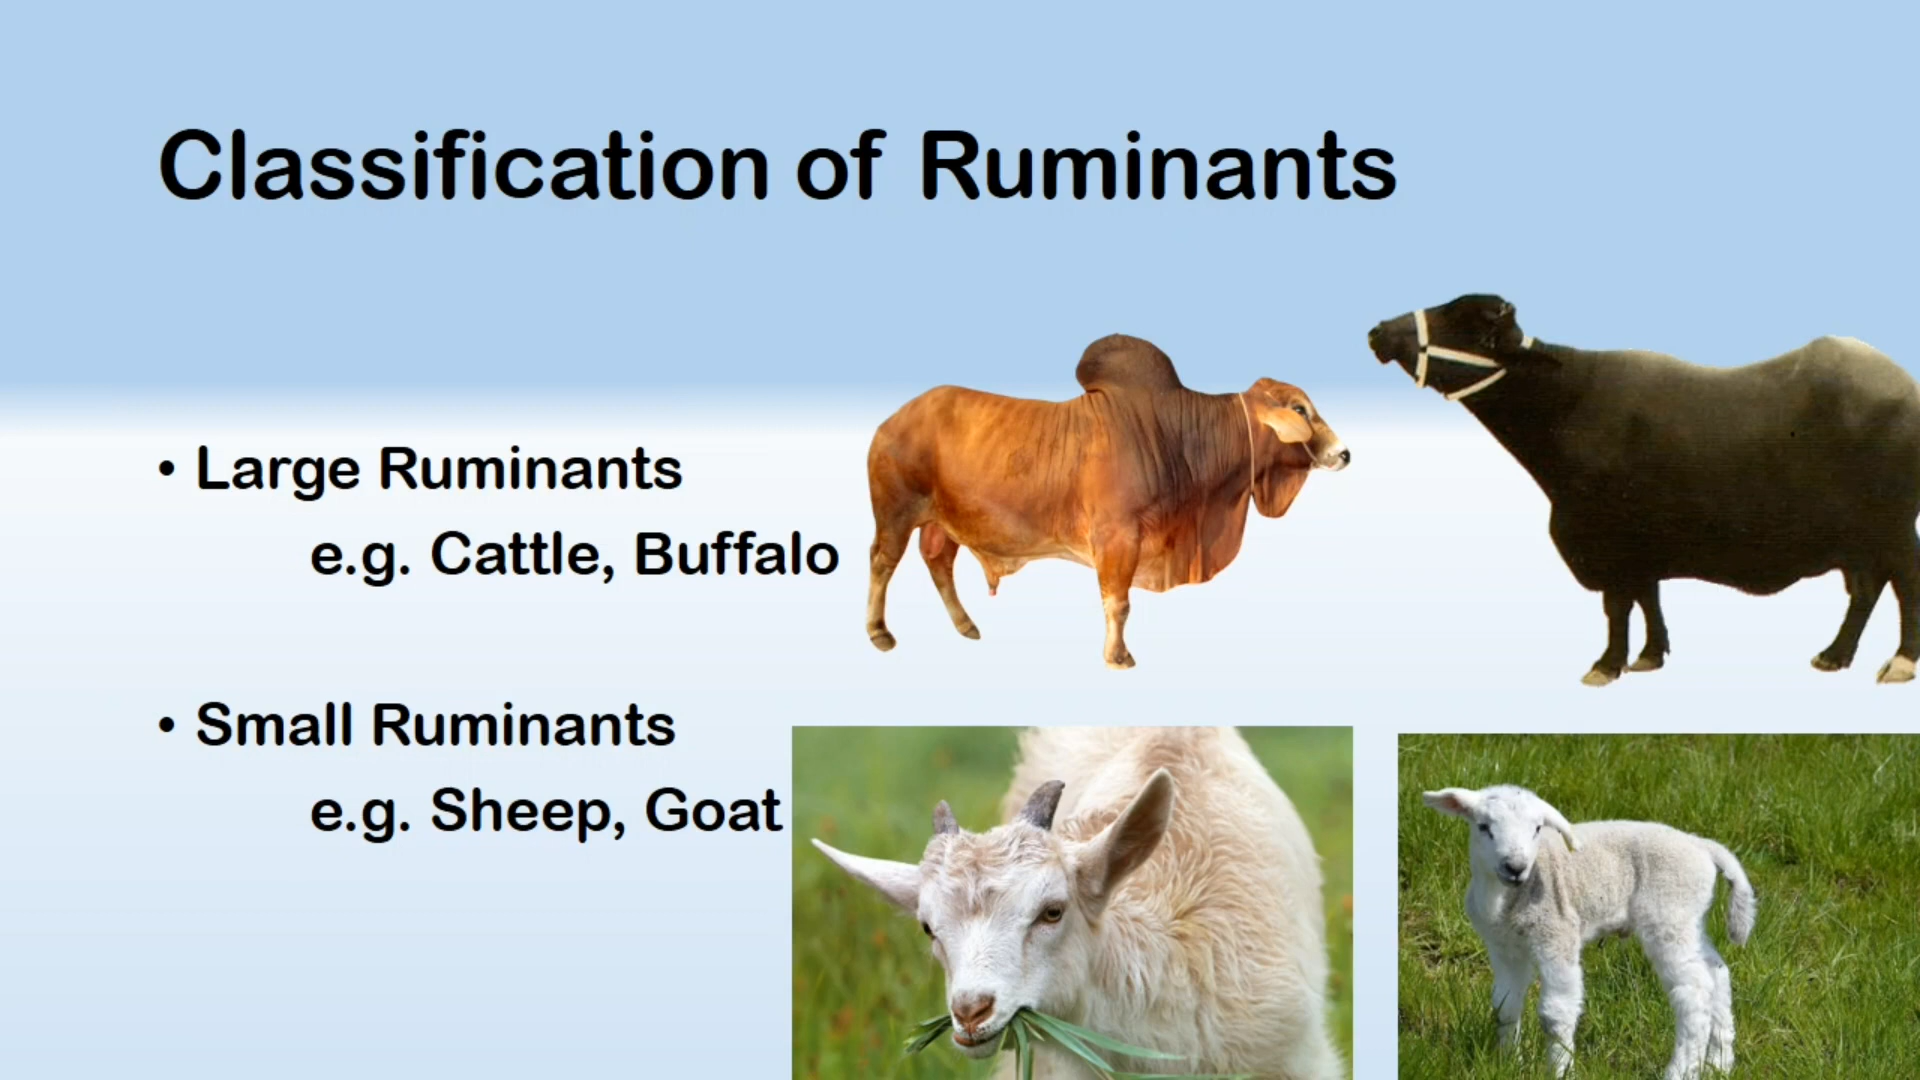 Classification of Ruminants
• Large Ruminants
e.g. Cattle, Buffalo
• Small Ruminants
e.g. Sheep, Goat